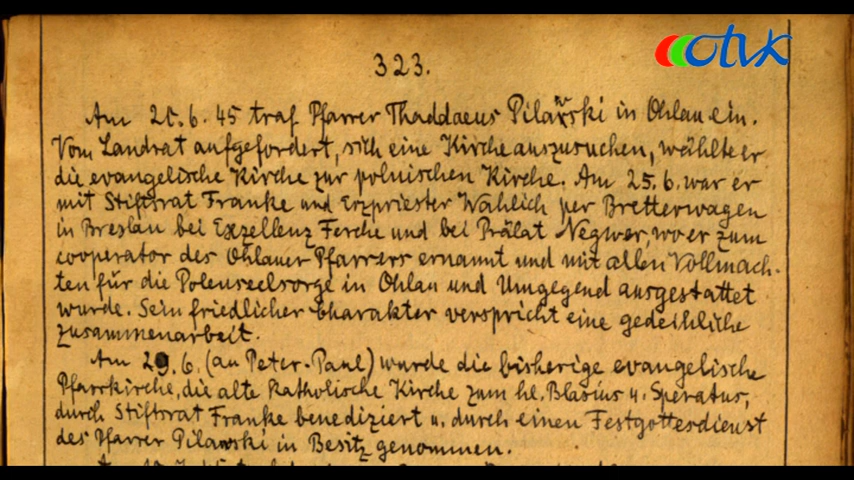 otvk
323.
Am 20.6.45 traf Pfarrer Thaddaeus Pilawski in Ohlau ein.
Vom Landrat aufgefordert, sich eine Kirche auszusuchen, wählte er
die evangelische Kirche zur polnischen Kirche. Am 25.6. war er
mit Stiftsrat Franke und Erzpriester Wahlich per Bretterwagen
in Breslau bei Exzellenz Ferche und bei Prälat Negwer, wo er zum
cooperator des Ohlauer Pfarrers ernannt und mit allen Vollmach-
ten für die Polenseelsorge in Ohlau und Umgegend ausgestattet
wurde. Sein friedlicher Charakter verspricht eine gedeihliche
Zusammenarbeit.
Am 29.6. (an Peter-Paul) wurde die bisherige evangelische
Pfarrkirche, die alte katholische Kirche zum hl. Blasius u. Speratus,
durch Stiftsrat Franke benediziert u. durch einen Festgottesdienst
des Pfarrer Pilawski in Besitz genommen.